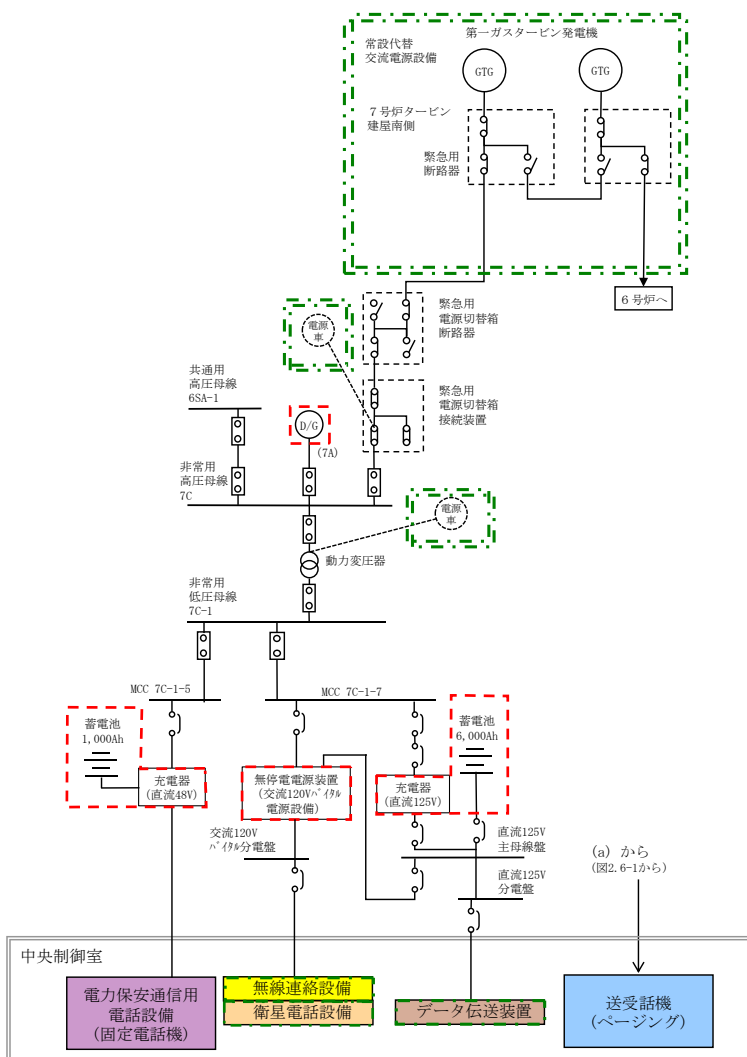 常設代替
交流電源設備
第一ガスタービン発電機
GTG
GTG
７号炉タービン
建屋南側
緊急用
断路器
６号炉へ
緊急用
電源切替箱
断路器
電源
車
共通用
高圧母線
6SA-1
D/G
(7A)
緊急用
電源切替箱
接続装置
非常用
高圧母線
7C
電源
車
動力変圧器
非常用
低圧母線
7C-1
MCC 7C-1-5
MCC 7C-1-7
蓄電池
1,000Ah
蓄電池
6,000Ah
充電器
(直流48V)
無停電電源装置
(交流120Vﾊﾞｲﾀﾙ
電源設備)
充電器
(直流125V)
交流120V
ﾊﾞｲﾀﾙ分電盤
直流125V
主母線盤
直流125V
分電盤
(a) から
(図2.6-1から)
中央制御室
電力保安通信用
電話設備
(固定電話機)
無線連絡設備
衛星電話設備
データ伝送装置
送受話機
(ページング)